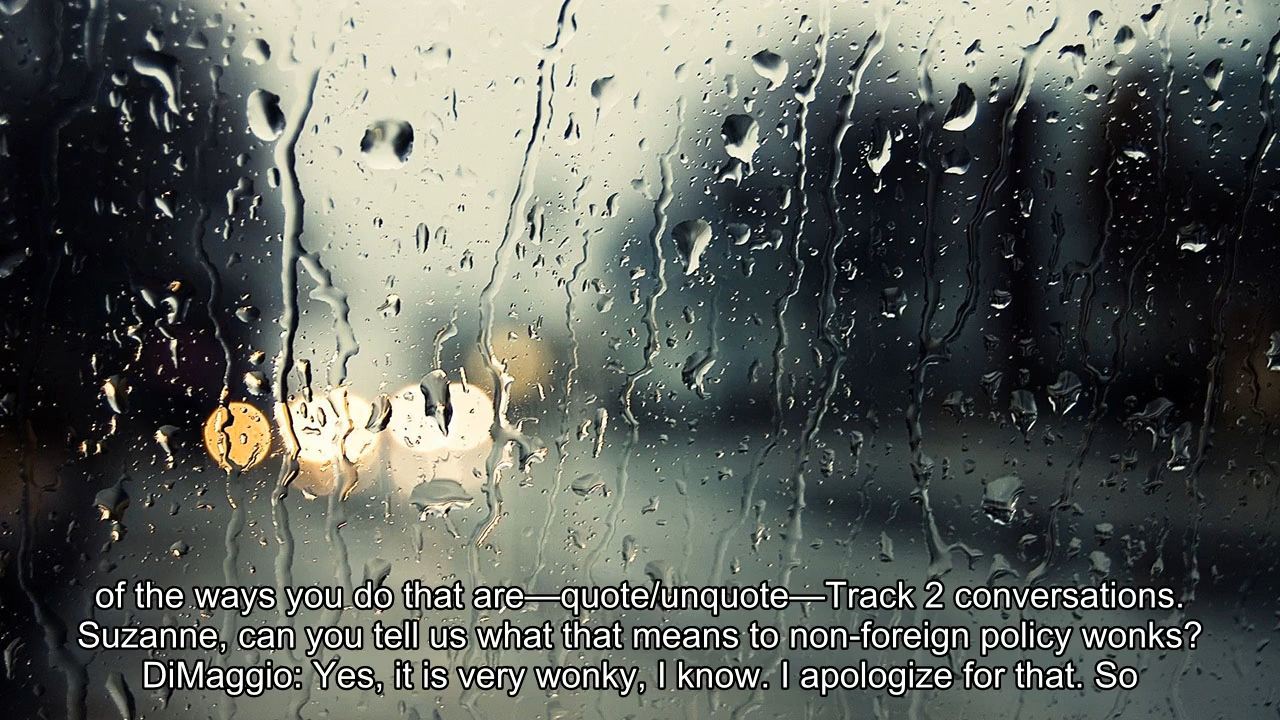 of the ways you do that are—quote/unquote—Track 2 conversations.
Suzanne, can you tell us what that means to non-foreign policy wonks?
DiMaggio: Yes, it is very wonky, I know. I apologize for that. So